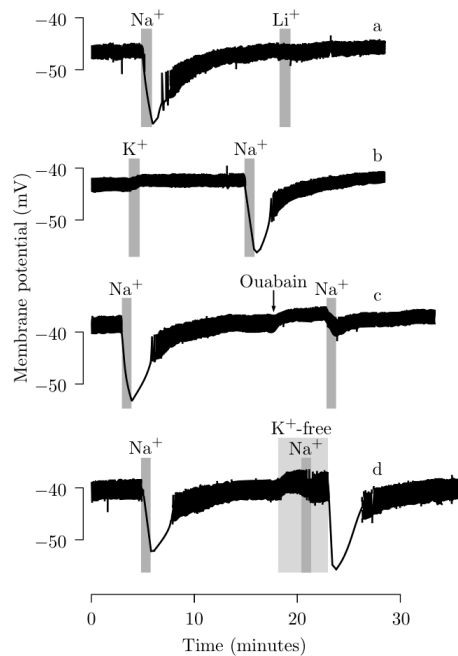 −40
−50
Na⁺
Li⁺
a
−40
−50
K⁺
Na⁺
b
−40
−50
Na⁺
Ouabain
Na⁺
c
−40
−50
Na⁺
K⁺-free
Na⁺
d
Membrane potential (mV)
0
10
20
30
Time (minutes)